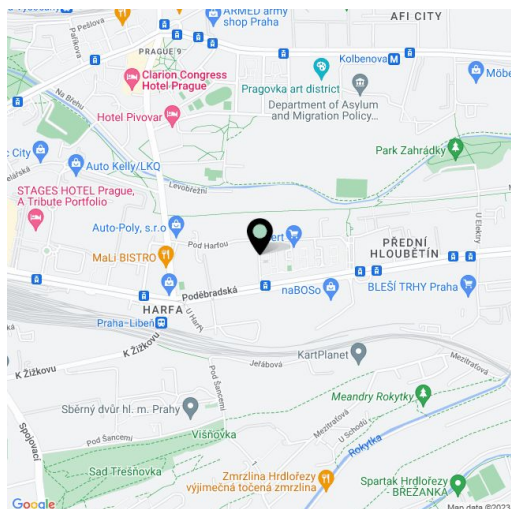 ARMED army
shop Praha
AFI CITY
Pešlova
PRAGUE 9
Kolbenova M
Clarion Congress
Hotel Prague
Pragovka art district
Möbe
Na Břehu
Department of Asylum
and Migration Policy...
Hotel Pivovar
Park Zahrádky
c City
Auto Kelly/LKQ
STAGES HOTEL Prague,
A Tribute Portfolio
Levobřežní
U Elektry
Auto-Poly, s.r.o
Pod Harfou
ert
PŘEDNÍ
HLOUBĚTÍN
MaLi BISTRO
Poděbradská
naBOSo
BLEŠÍ TRHY Praha
HARFA
U Harfy
Praha-Libeň
K Žižkovu
K Žižkovu
Jeřábová
KartPlanet
Mezitraťová
Pod Šancemi
Meandry Rokytky
Sběrný dvůr hl. m. Prahy
Spojovací
Višňovka
Mezitraťová
U Schodů
Pod Šancemi
Rokytka
Sad Třešňovka
Zmrzlina Hrdlořezy
výjimečná točená zmrzlina
Spartak Hrdlořezy
- BŘEŽANKA
Google
Map data ©2023